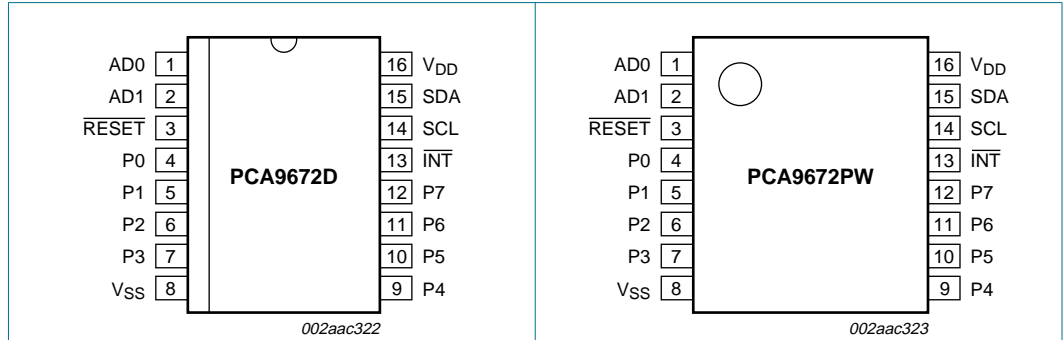 AD0 1 16 VDD
AD1 2 15 SDA
RESET 3 14 SCL
P0 4 13 INT
PCA9672D
P1 5 12 P7
P2 6 11 P6
P3 7 10 P5
VSS 8 9 P4
002aac322
AD0 1 16 VDD
AD1 2 15 SDA
RESET 3 14 SCL
P0 4 13 INT
PCA9672PW
P1 5 12 P7
P2 6 11 P6
P3 7 10 P5
VSS 8 9 P4
002aac323